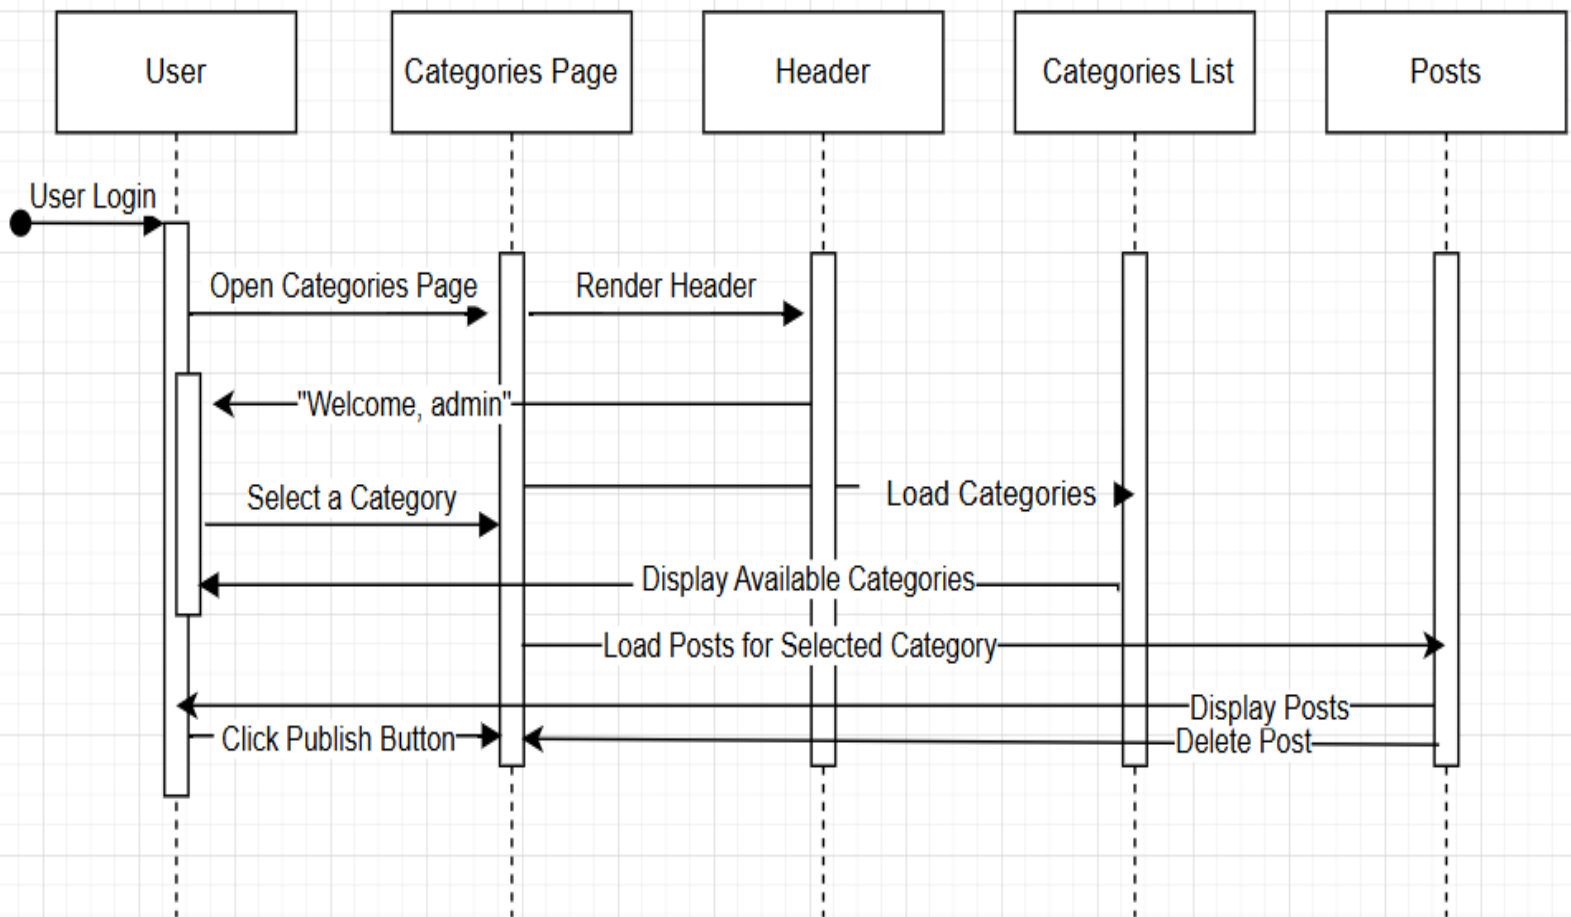 User
Categories Page
Header
Categories List
Posts
User Login
Open Categories Page
Render Header
"Welcome, admin"
Select a Category
Load Categories
Display Available Categories
Load Posts for Selected Category
Display Posts
Click Publish Button
Delete Post